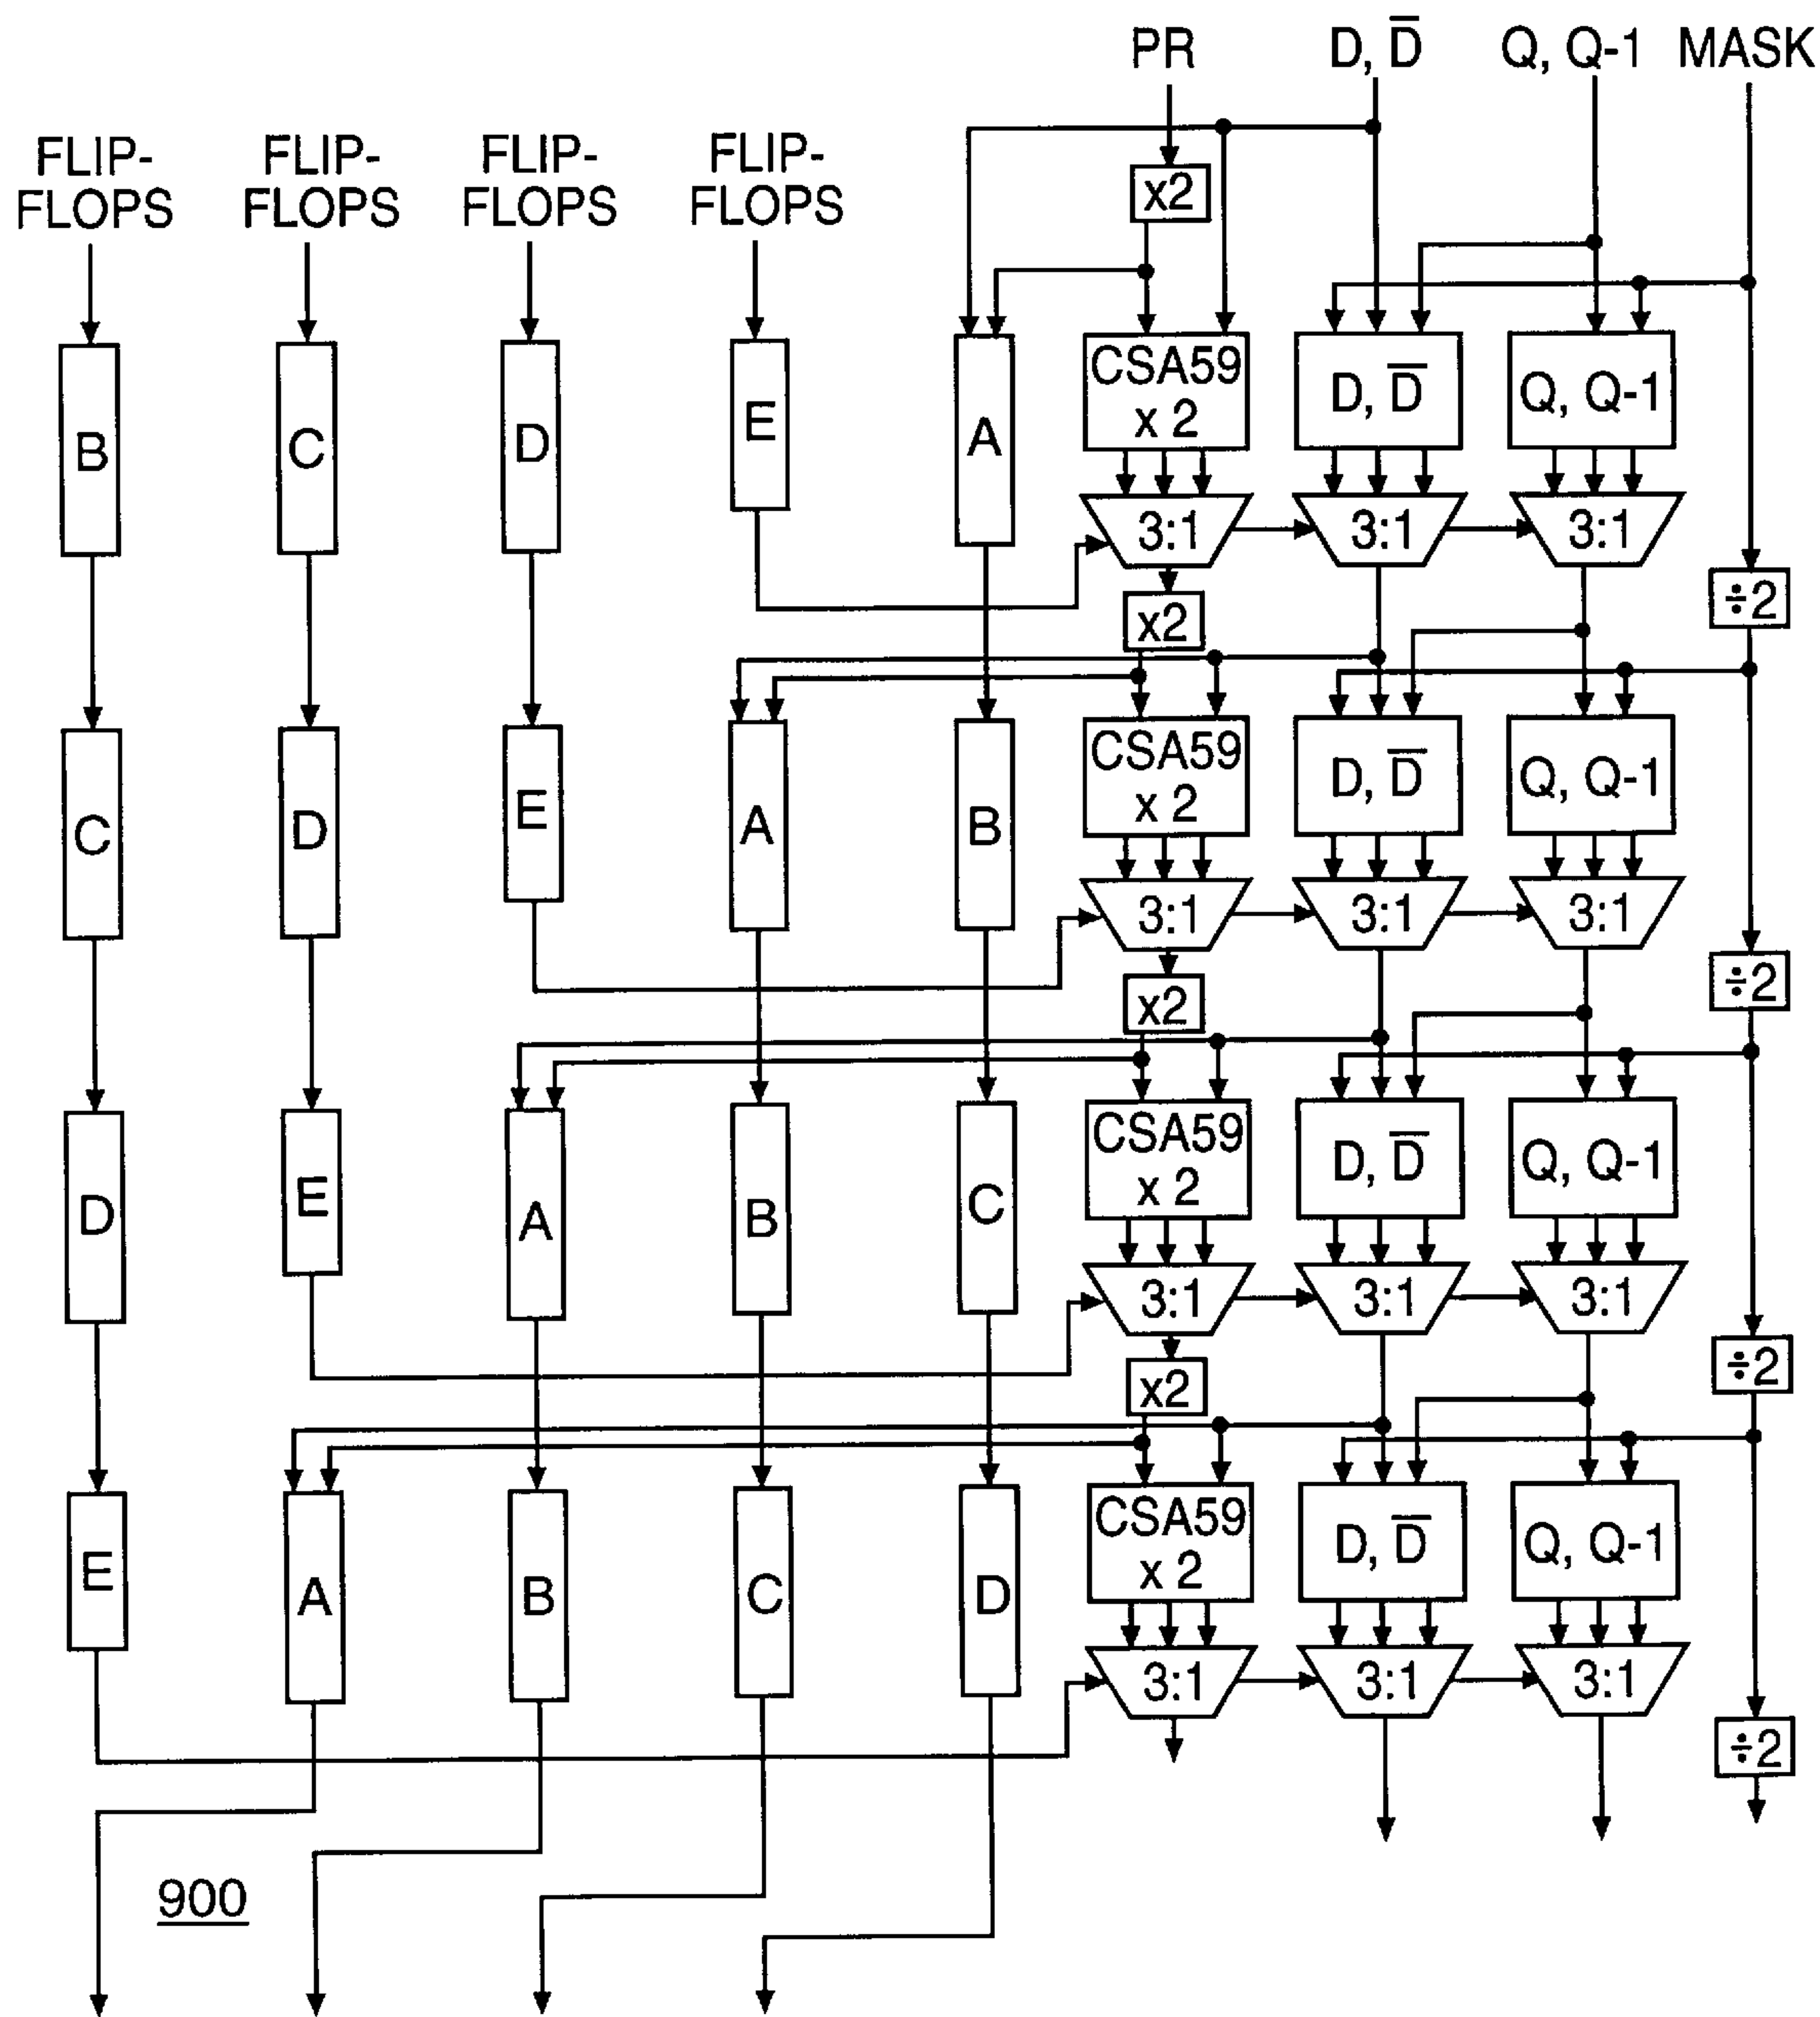 PR D, D̅ Q, Q-1 MASK
FLIP-
FLOPS
FLIP-
FLOPS
FLIP-
FLOPS
FLIP-
FLOPS
x2
B
C
D
E
A
CSA59
x 2
D, D̅
Q, Q-1
3:1
3:1
3:1
÷2
x2
C
D
E
A
B
CSA59
x 2
D, D̅
Q, Q-1
3:1
3:1
3:1
÷2
x2
D
E
A
B
C
CSA59
x 2
D, D̅
Q, Q-1
3:1
3:1
3:1
÷2
x2
E
A
B
C
D
CSA59
x 2
D, D̅
Q, Q-1
3:1
3:1
3:1
÷2
900